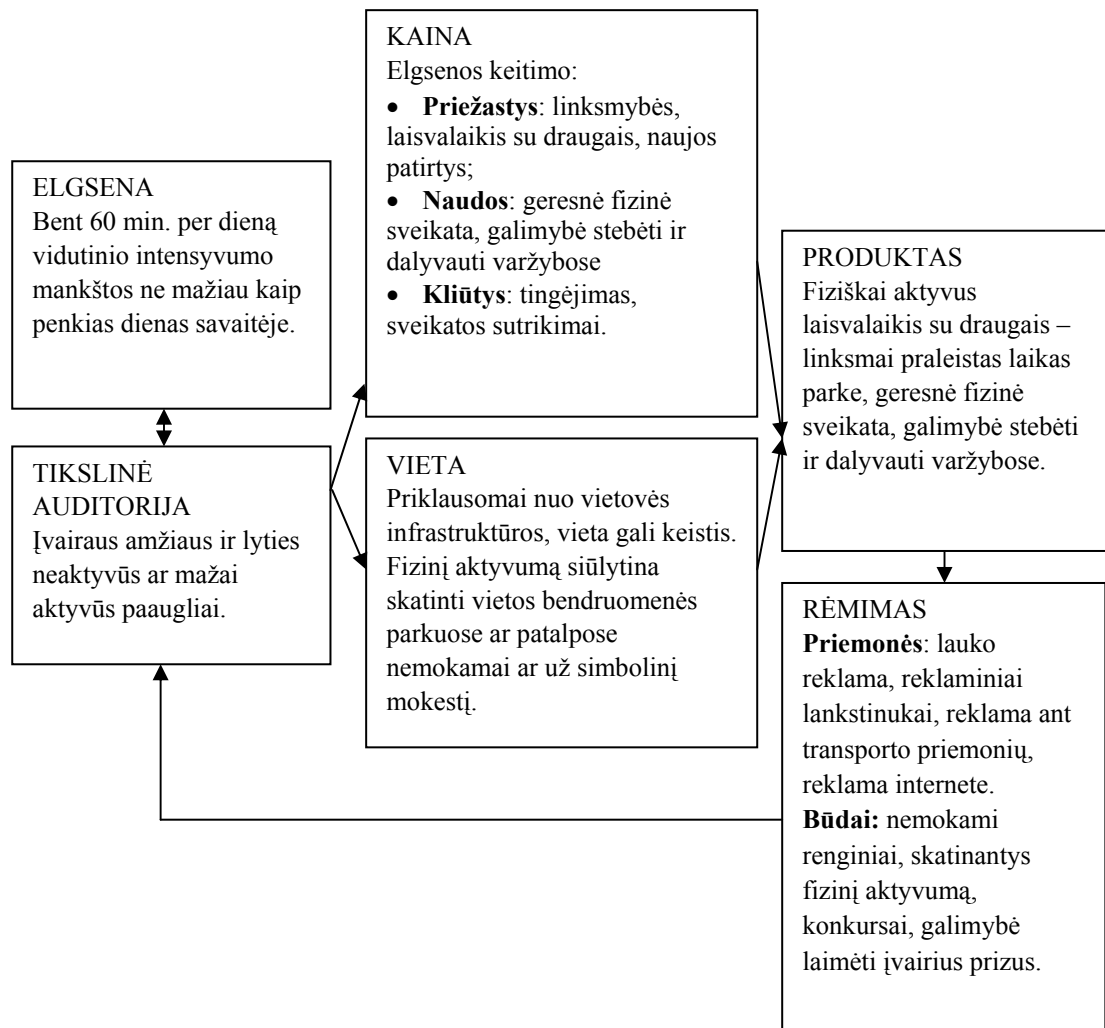 KAINA
Elgsenos keitimo:
• Priežastys: linksmybės,
laisvalaikis su draugais, naujos
patirtys;
• Naudos: geresnė fizinė
sveikata, galimybė stebėti ir
dalyvauti varžybose
• Kliūtys: tingėjimas,
sveikatos sutrikimai.
ELGSENA
Bent 60 min. per dieną
vidutinio intensyvumo
mankštos ne mažiau kaip
penkias dienas savaitėje.
TIKSLINĖ
AUDITORIJA
Įvairaus amžiaus ir lyties
neaktyvūs ar mažai
aktyvūs paaugliai.
VIETA
Priklausomai nuo vietovės
infrastruktūros, vieta gali keistis.
Fizinį aktyvumą siūlytina
skatinti vietos bendruomenės
parkuose ar patalpose
nemokamai ar už simbolinį
mokestį.
PRODUKTAS
Fiziškai aktyvus
laisvalaikis su draugais –
linksmai praleistas laikas
parke, geresnė fizinė
sveikata, galimybė stebėti
ir dalyvauti varžybose.
RĖMIMAS
Priemonės: lauko
reklama, reklaminiai
lankstinukai, reklama ant
transporto priemonių,
reklama internete.
Būdai: nemokami
renginiai, skatinantys
fizinį aktyvumą,
konkursai, galimybė
laimėti įvairius prizus.